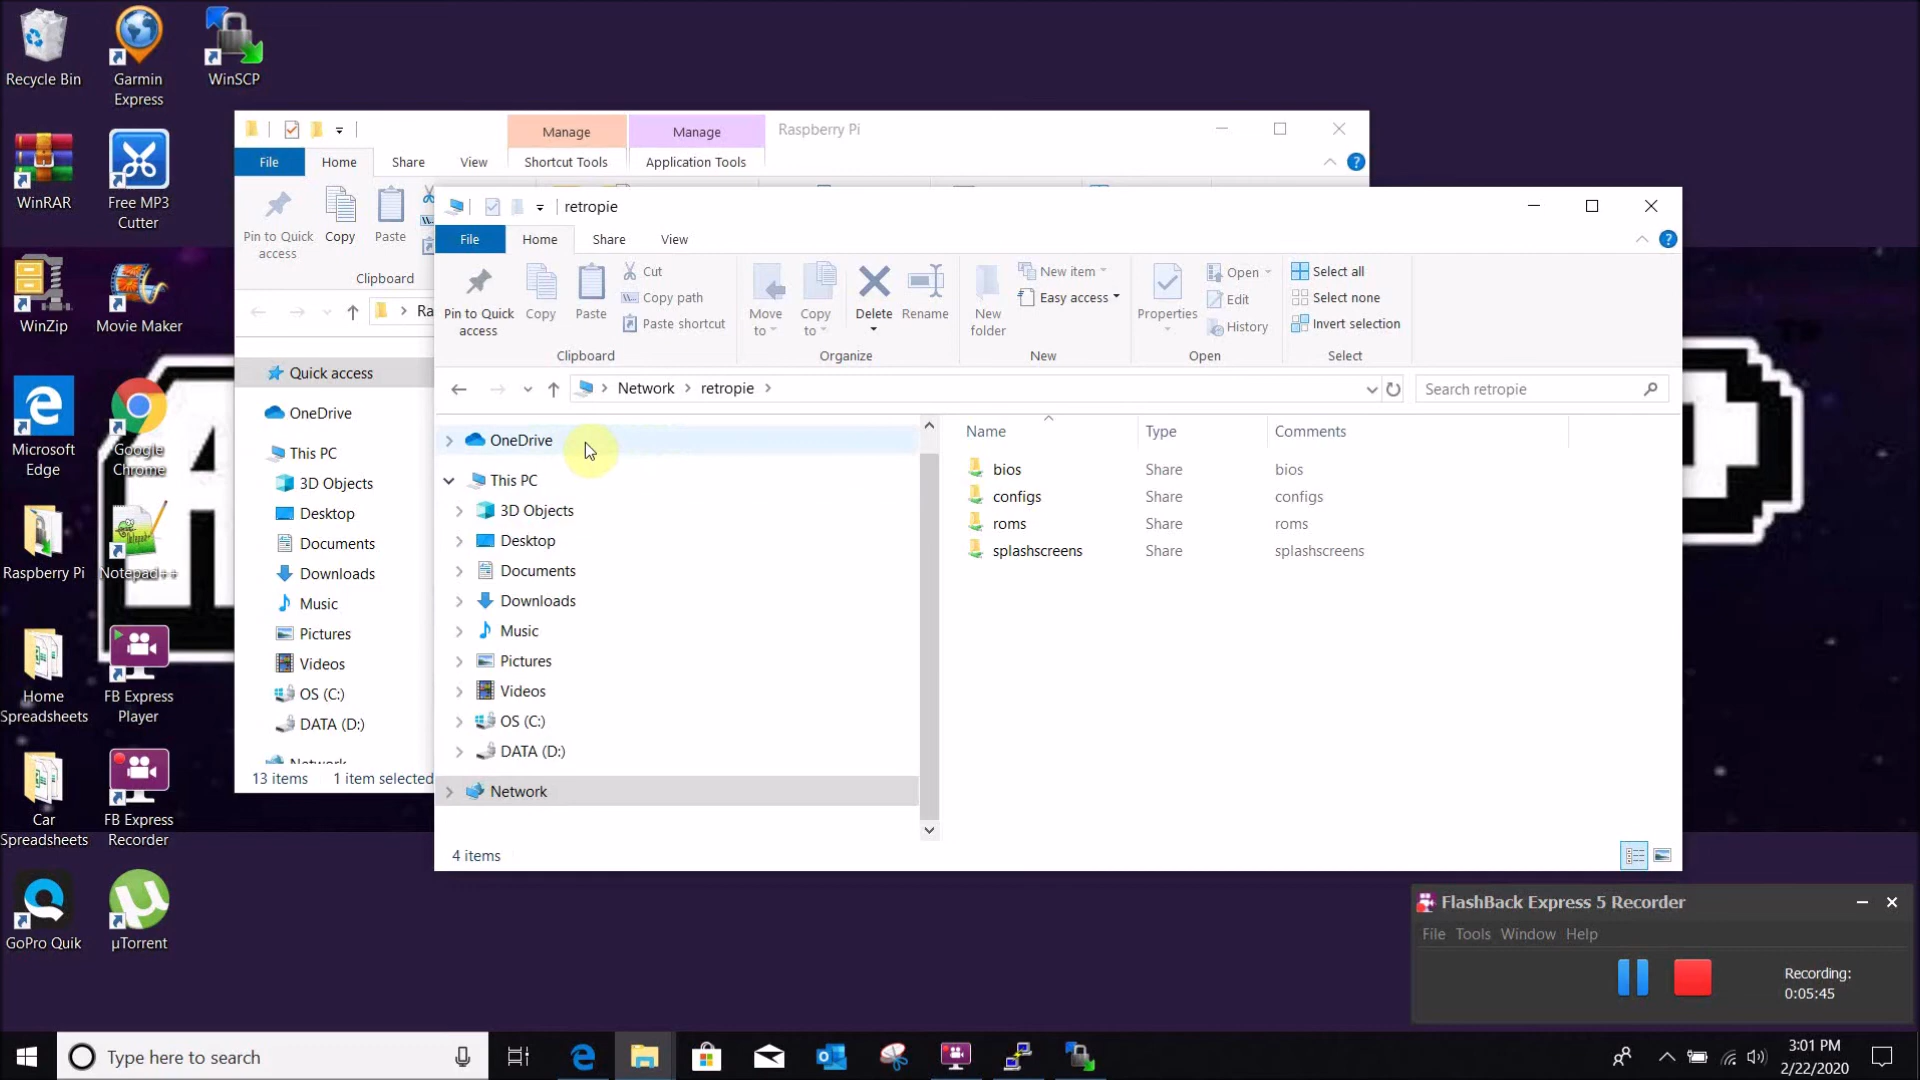 Recycle Bin
Garmin Express
WinSCP
WinRAR
Free MP3 Cutter
WinZip
Movie Maker
Microsoft Edge
Google Chrome
Raspberry Pi
Notepad++
Home Spreadsheets
FB Express Player
Car Spreadsheets
FB Express Recorder
GoPro Quik
µTorrent
Manage
Manage
Raspberry Pi
File
Home
Share
View
Shortcut Tools
Application Tools
Pin to Quick access
Copy
Paste
Clipboard
Ra
Quick access
OneDrive
This PC
3D Objects
Desktop
Documents
Downloads
Music
Pictures
Videos
OS (C:)
DATA (D:)
Network
13 items
1 item selected
retropie
File
Home
Share
View
Pin to Quick access
Copy
Paste
Cut
Copy path
Paste shortcut
Clipboard
Move to
Copy to
Delete
Rename
Organize
New folder
New item
Easy access
New
Properties
Open
Edit
History
Open
Select all
Select none
Invert selection
Select
Network
retropie
Search retropie
OneDrive
This PC
3D Objects
Desktop
Documents
Downloads
Music
Pictures
Videos
OS (C:)
DATA (D:)
Network
4 items
Name Type Comments
bios Share bios
configs Share configs
roms Share roms
splashscreens Share splashscreens
FlashBack Express 5 Recorder
File Tools Window Help
Recording:
0:05:45
Type here to search
3:01 PM
2/22/2020